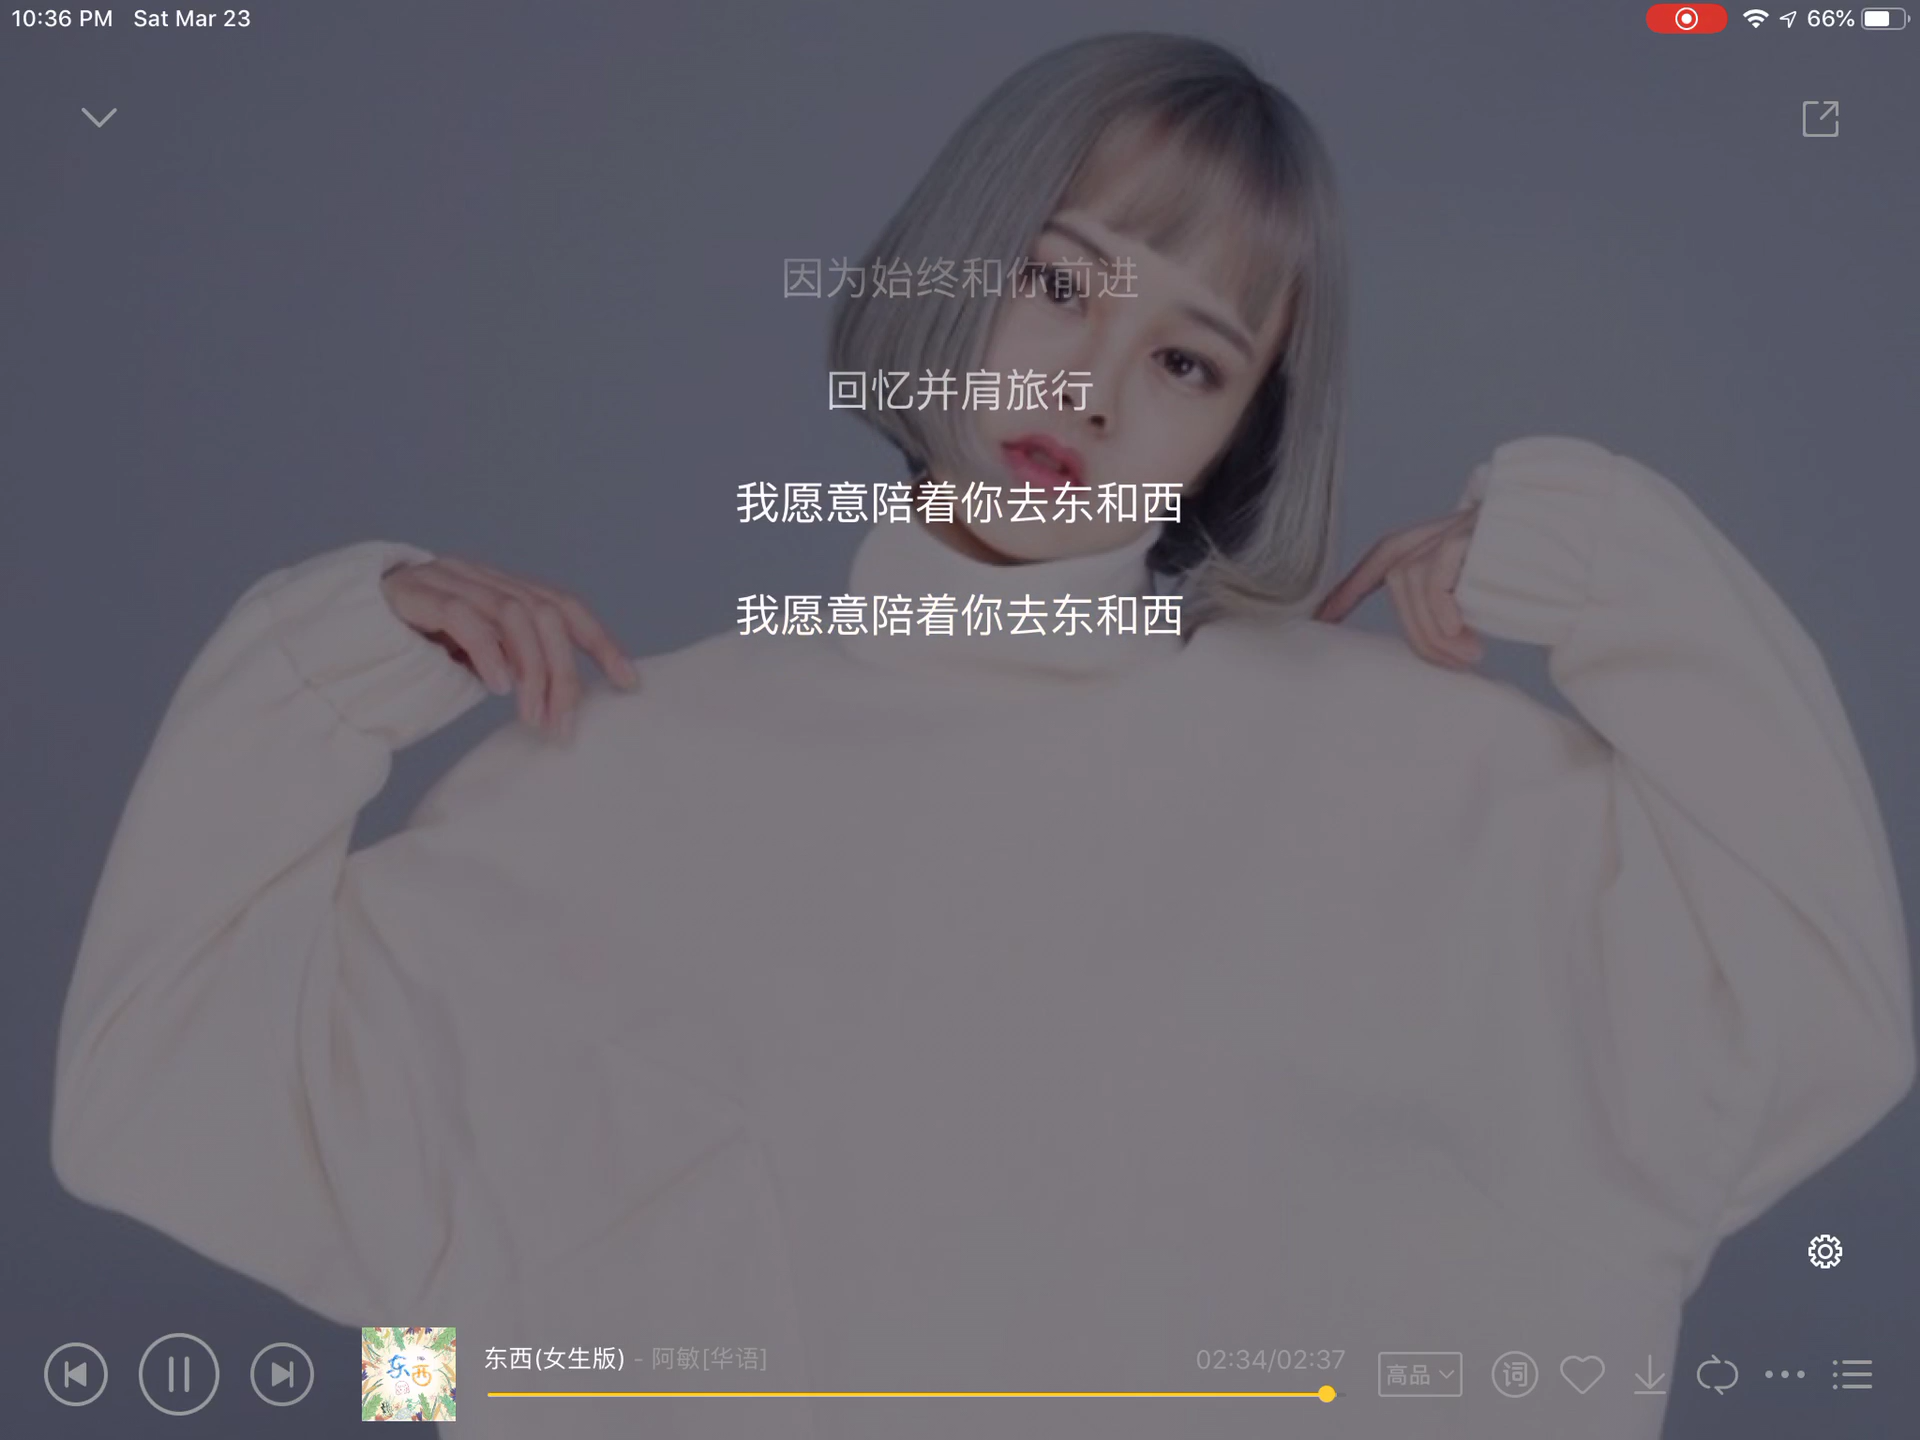 10:36 PM Sat Mar 23
66%
因为始终和你前进
回忆并肩旅行
我愿意陪着你去东和西
我愿意陪着你去东和西
东西
东西(女生版) - 阿敏[华语]
02:34/02:37
高品
词